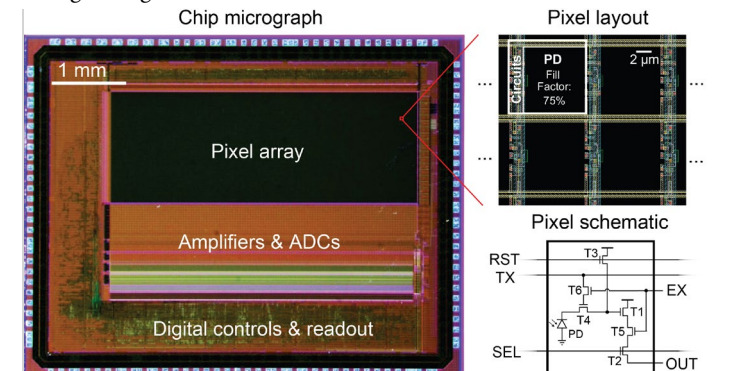 Chip micrograph
1 mm
Pixel array
Amplifiers & ADCs
Digital controls & readout
Pixel layout
Circuits
PD
Fill
Factor:
75%
2 μm
...
...
...
...
Pixel schematic
RST
TX
SEL
T3
T6
T4
PD
T1
T5
T2
EX
OUT